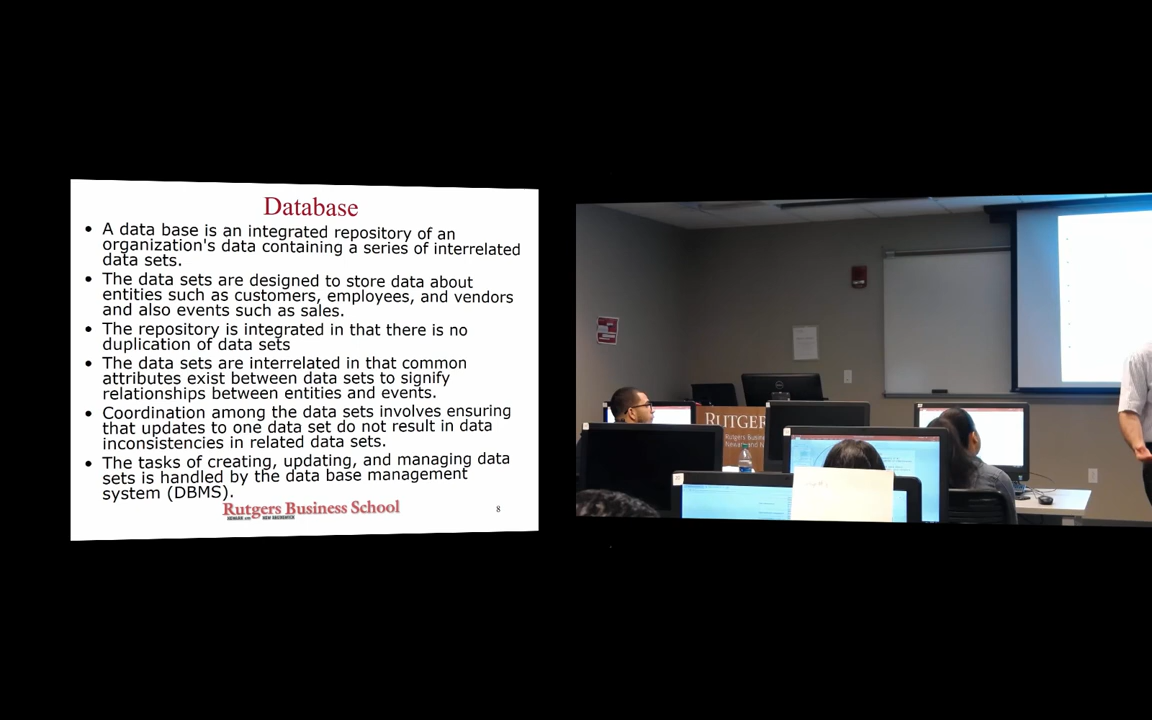 Database
• A data base is an integrated repository of an
organization's data containing a series of interrelated
data sets.
• The data sets are designed to store data about
entities such as customers, employees, and vendors
and also events such as sales.
• The repository is integrated in that there is no
duplication of data sets
• The data sets are interrelated in that common
attributes exist between data sets to signify
relationships between entities and events.
• Coordination among the data sets involves ensuring
that updates to one data set do not result in data
inconsistencies in related data sets.
• The tasks of creating, updating, and managing data
sets is handled by the data base management
system (DBMS).
Rutgers Business School
8
RUTGER
Rutgers Busin